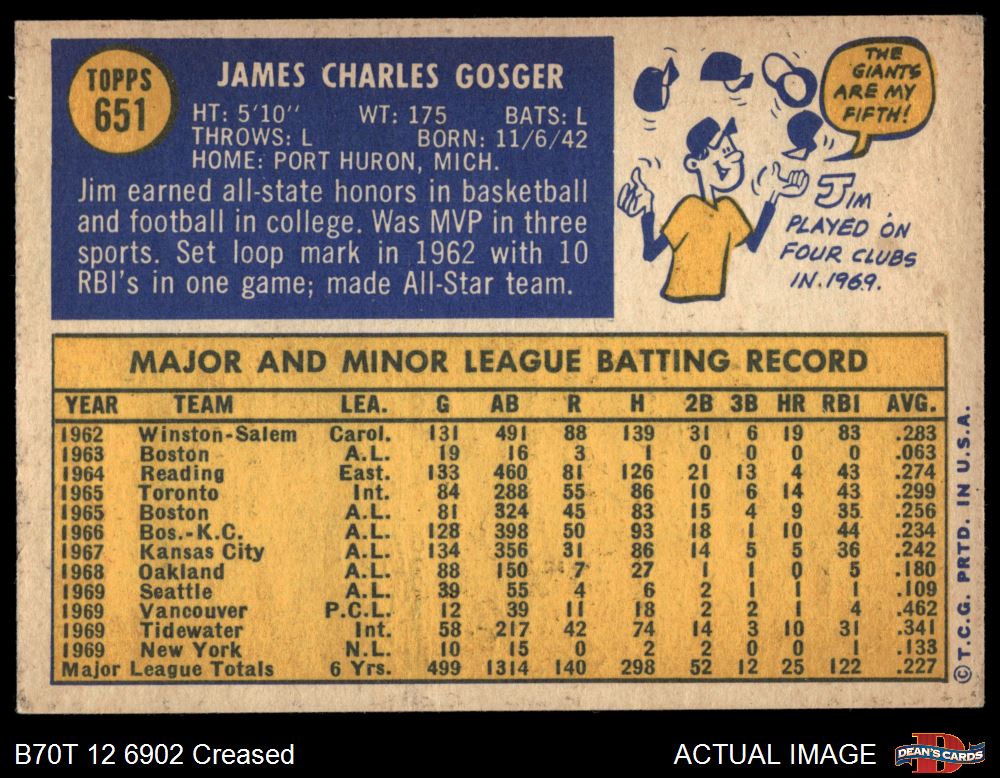 TOPPS
651
JAMES CHARLES GOSGER
HT: 5'10" WT: 175 BATS: L
THROWS: L BORN: 11/6/42
HOME: PORT HURON, MICH.
Jim earned all-state honors in basketball
and football in college. Was MVP in three
sports. Set loop mark in 1962 with 10
RBI's in one game; made All-Star team.
THE
GIANTS
ARE MY
FIFTH!
JIM
PLAYED ON
FOUR CLUBS
IN 1969.
MAJOR AND MINOR LEAGUE BATTING RECORD
YEAR TEAM LEA. G AB R H 2B 3B HR RBI AVG.
1962 Winston-Salem Carol. 131 491 88 139 31 6 19 83 .283
1963 Boston A.L. 19 16 3 1 0 0 0 0 .063
1964 Reading East. 133 460 81 126 21 13 4 43 .274
1965 Toronto Int. 84 288 55 86 10 6 14 43 .299
1965 Boston A.L. 81 324 45 83 15 4 9 35 .256
1966 Bos.-K.C. A.L. 128 398 50 93 18 1 10 44 .234
1967 Kansas City A.L. 134 356 31 86 14 5 5 36 .242
1968 Oakland A.L. 88 150 7 27 1 1 0 5 .180
1969 Seattle A.L. 39 55 4 6 2 1 1 1 .109
1969 Vancouver P.C.L. 12 39 11 18 2 2 1 4 .462
1969 Tidewater Int. 58 217 42 74 14 3 10 31 .341
1969 New York N.L. 10 15 0 2 2 0 0 1 .133
Major League Totals 6 Yrs. 499 1314 140 298 52 12 25 122 .227
© T.C.G. PRTD. IN U.S.A.
B70T 12 6902 Creased
ACTUAL IMAGE
DEAN'S CARDS